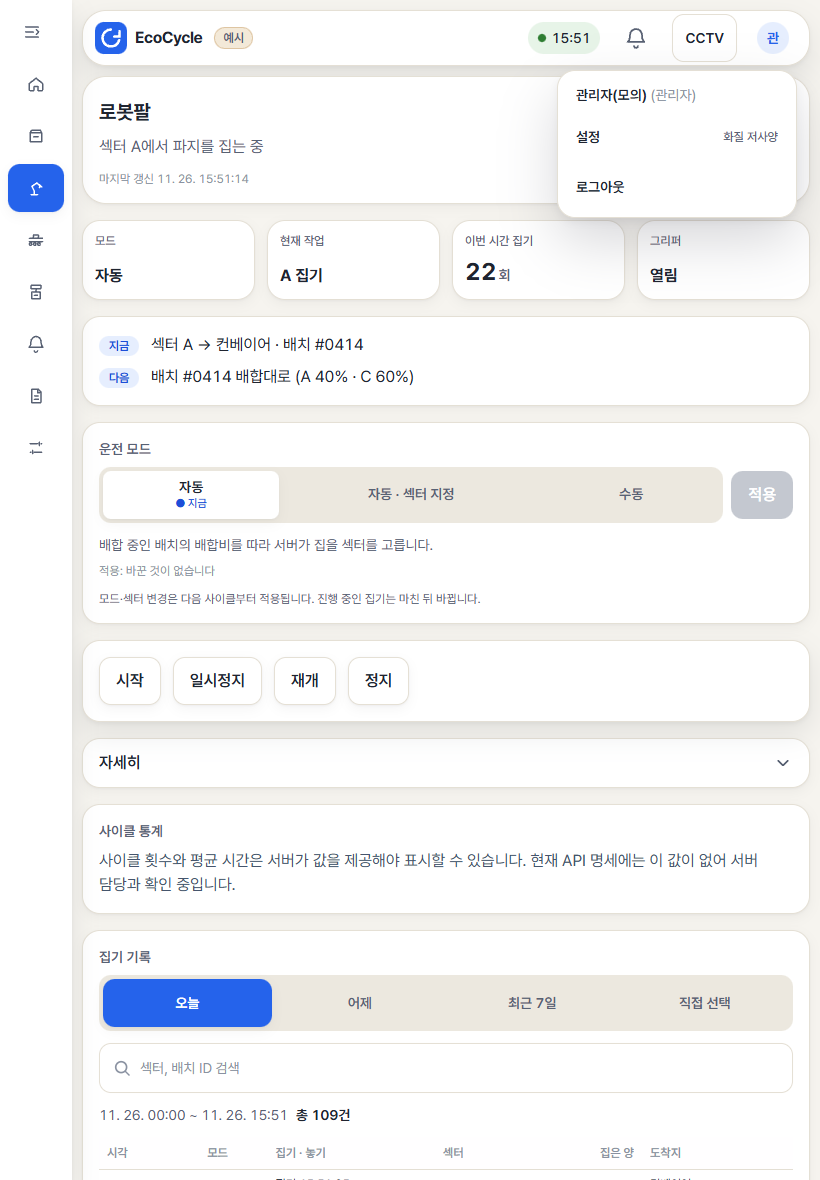 EcoCycle 예시 15:51 CCTV 관
관리자(모의) (관리자)
설정 화질 저사양
로그아웃
로봇팔
섹터 A에서 파지를 집는 중
마지막 갱신 11. 26. 15:51:14
모드 현재 작업 이번 시간 집기 그리퍼
자동 A 집기 22회 열림
지금 섹터 A → 컨베이어 · 배치 #0414
다음 배치 #0414 배합대로 (A 40% · C 60%)
운전 모드
자동 자동 · 섹터 지정 수동 적용
지금
배합 중인 배치의 배합비를 따라 서버가 집을 섹터를 고릅니다.
적용: 바꾼 것이 없습니다
모드·섹터 변경은 다음 사이클부터 적용됩니다. 진행 중인 집기는 마친 뒤 바뀝니다.
시작 일시정지 재개 정지
자세히
사이클 통계
사이클 횟수와 평균 시간은 서버가 값을 제공해야 표시할 수 있습니다. 현재 API 명세에는 이 값이 없어 서버
담당과 확인 중입니다.
집기 기록
오늘 어제 최근 7일 직접 선택
섹터, 배치 ID 검색
11. 26. 00:00 ~ 11. 26. 15:51 총 109건
시각 모드 집기 · 놓기 섹터 집은 양 도착지